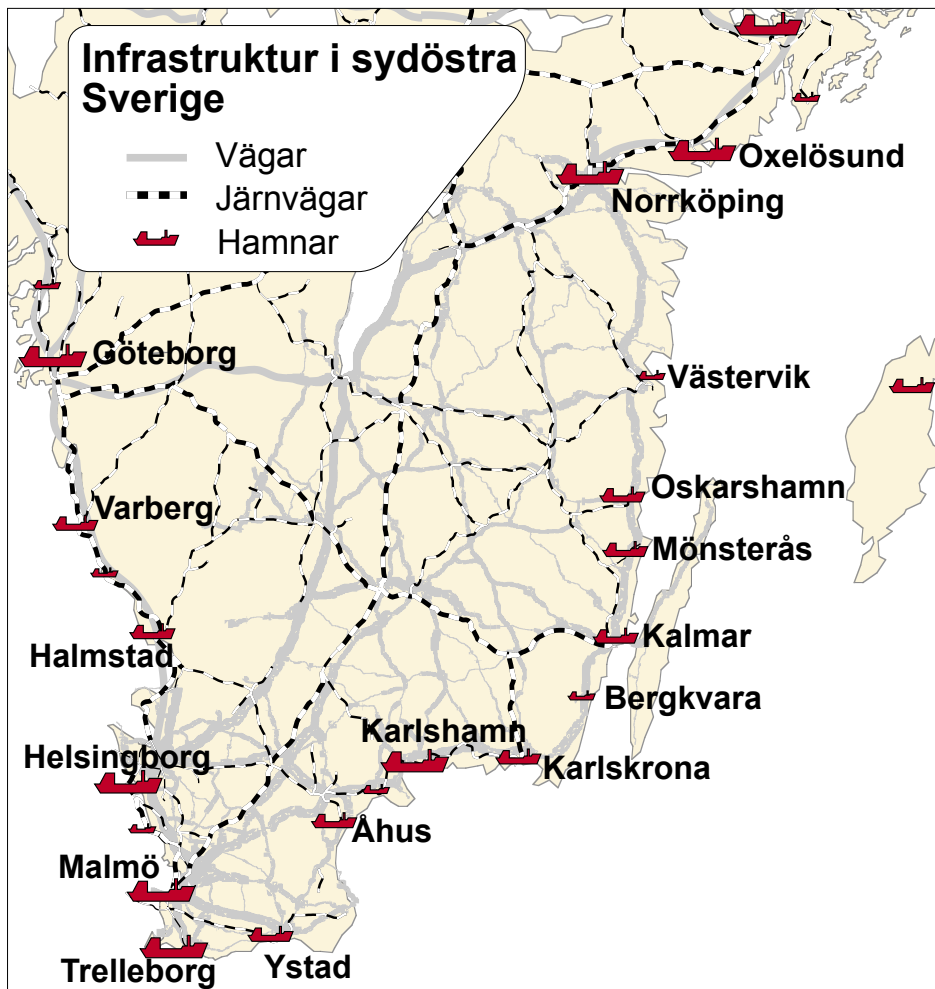 Infrastruktur i sydöstra
Sverige
Vägar
Järnvägar
Hamnar
Oxelösund
Norrköping
Göteborg
Västervik
Oskarshamn
Varberg
Mönsterås
Kalmar
Halmstad
Bergkvara
Karlshamn
Helsingborg
Karlskrona
Åhus
Malmö
Ystad
Trelleborg